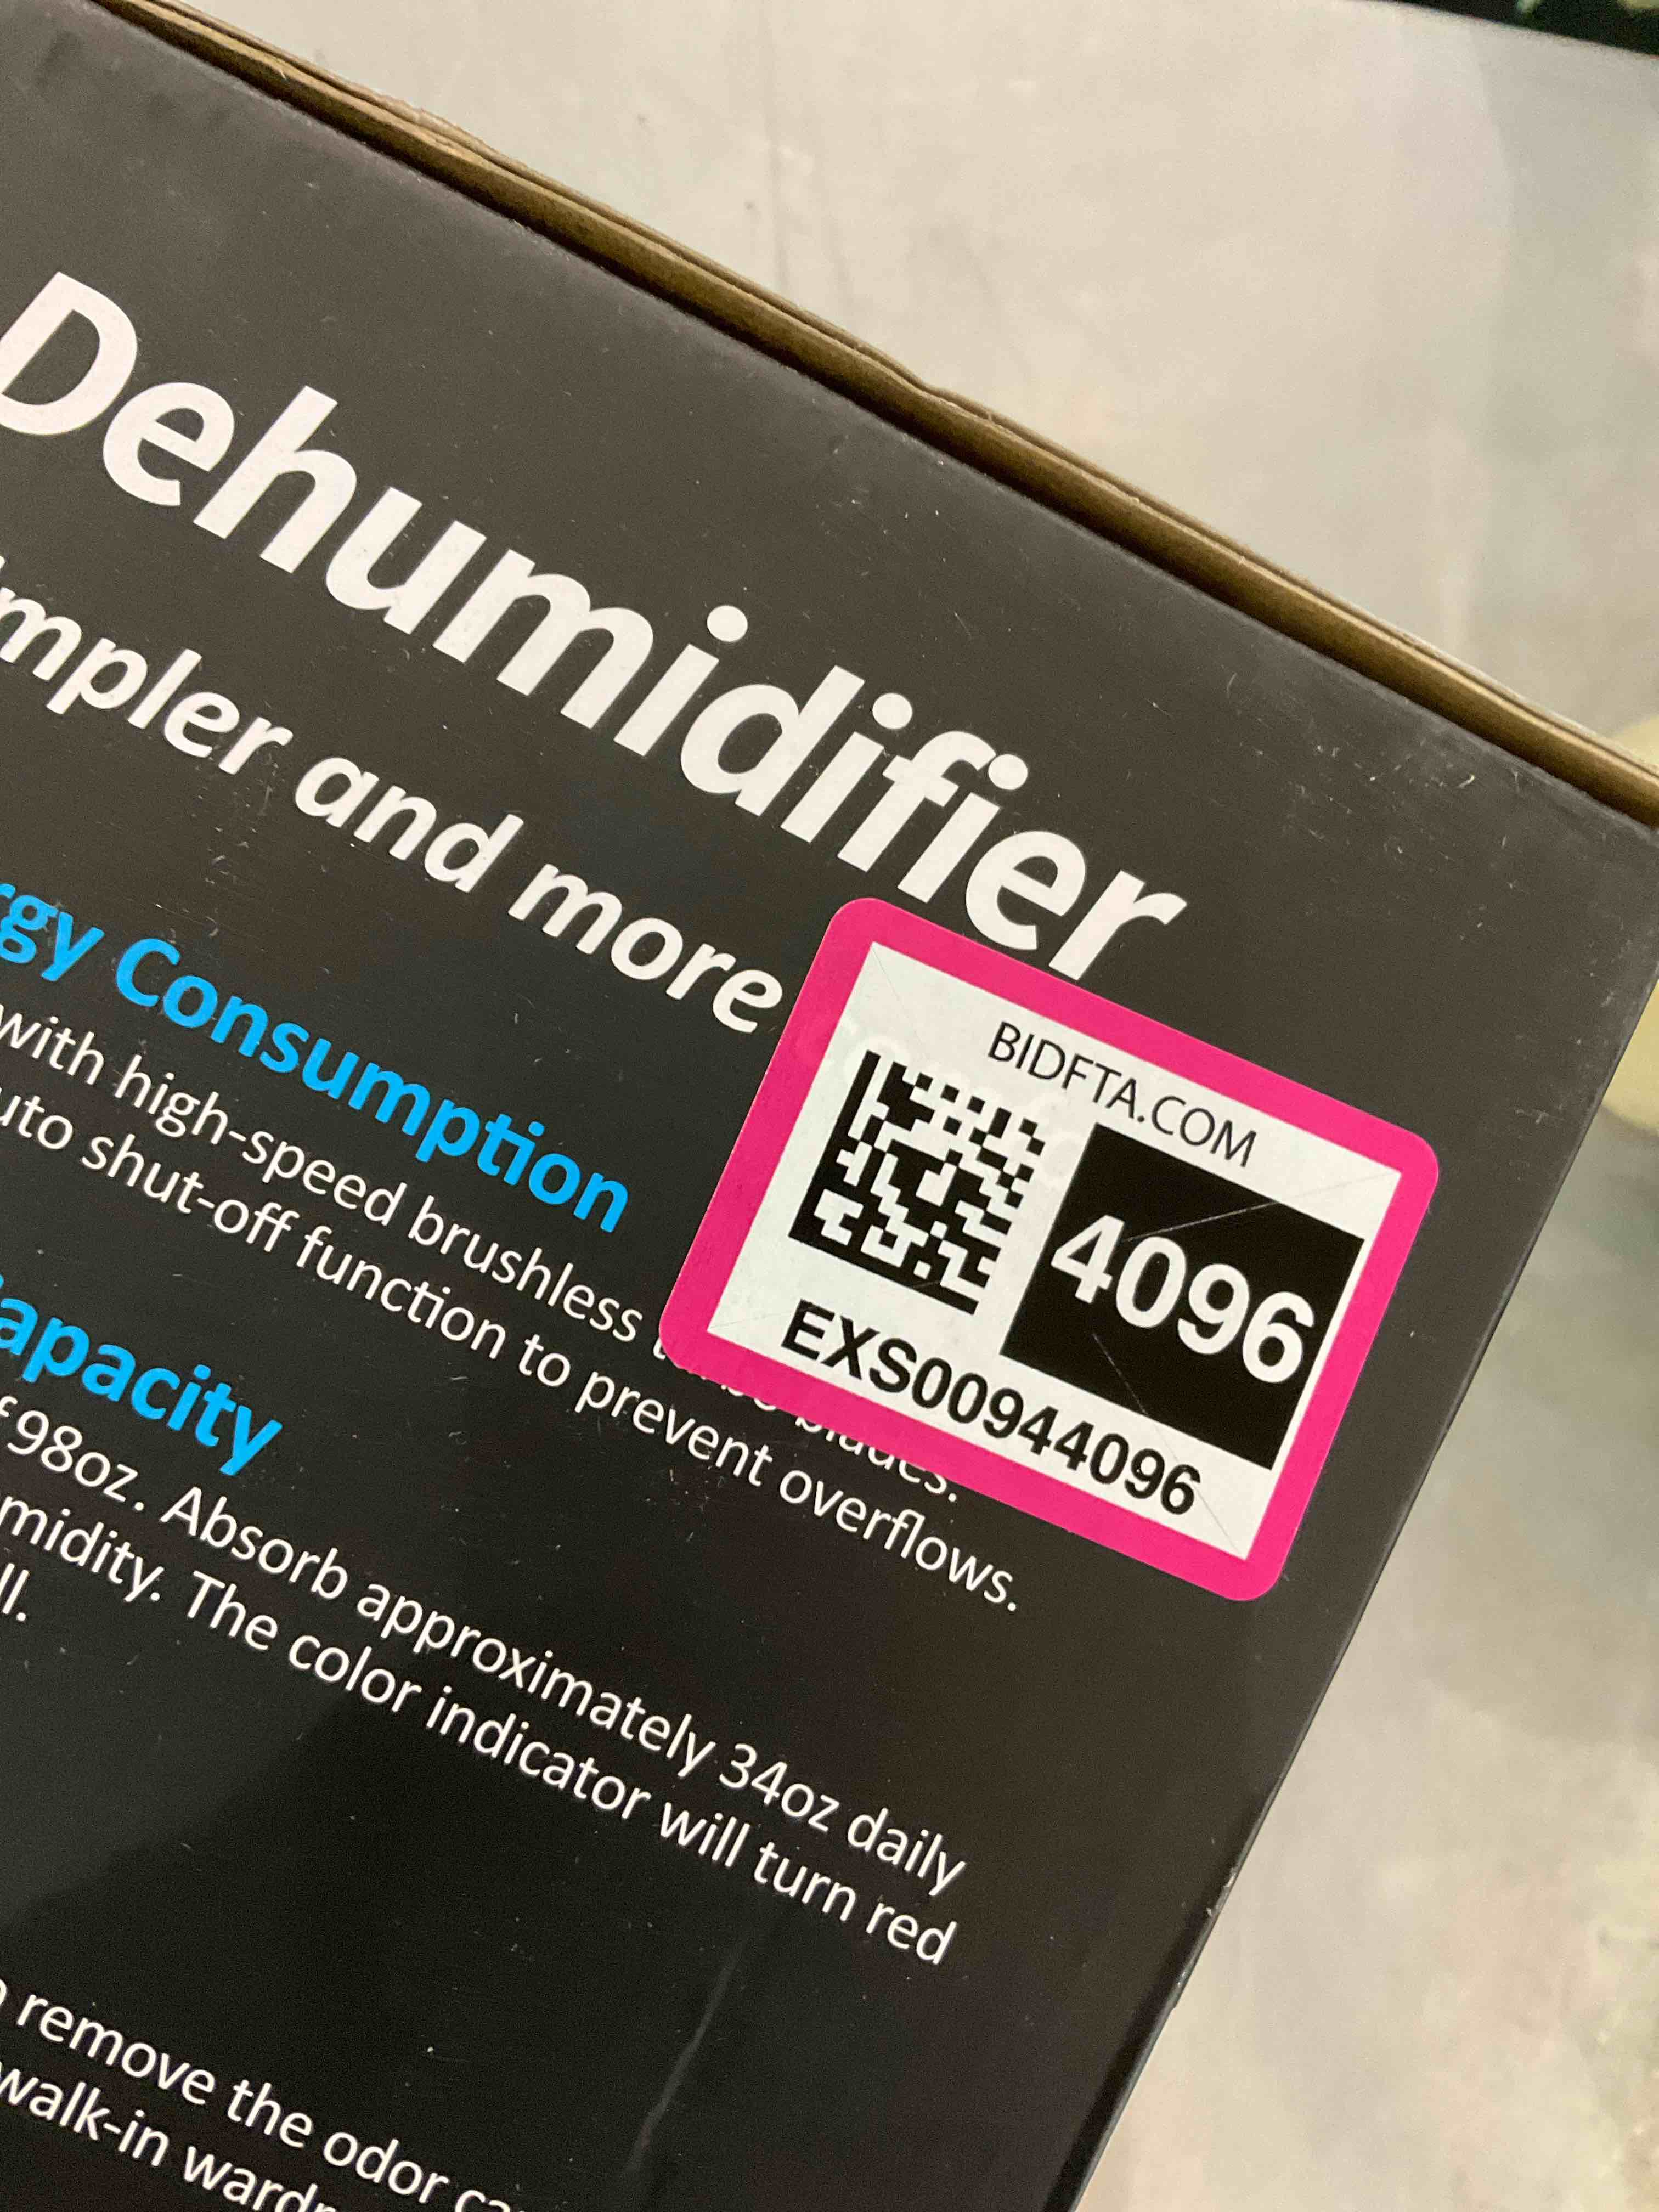 Dehumidifier
mpler and more
rgy Consumption
with high-speed brushless blades.
uto shut-off function to prevent overflows.
apacity
f 98oz. Absorb approximately 34oz daily
midity. The color indicator will turn red
ll.
remove the odor
walk-in
BIDFTA.COM
4096
EXS00944096